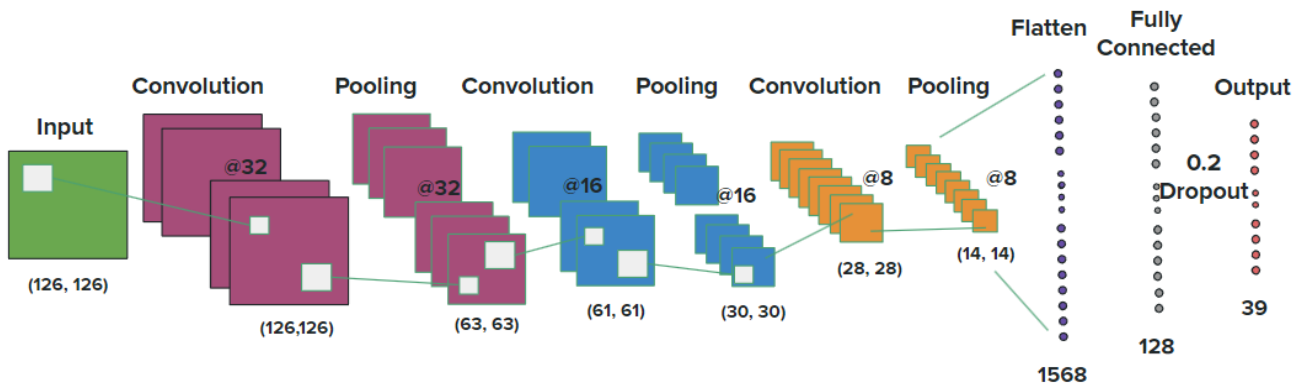 Input
(126, 126)
Convolution
@32
(126,126)
Pooling
@32
(63, 63)
Convolution
@16
(61, 61)
Pooling
@16
(30, 30)
Convolution
@8
(28, 28)
Pooling
@8
(14, 14)
Flatten
1568
Fully
Connected
128
0.2
Dropout
Output
39